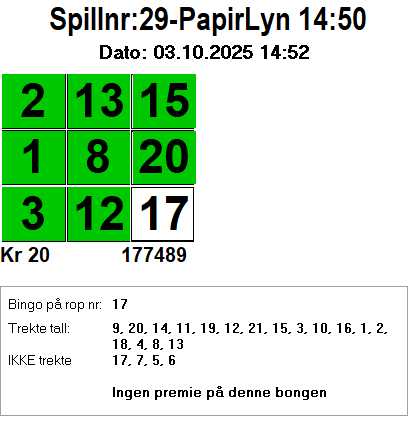 Spillnr:29-PapirLyn 14:50
Dato: 03.10.2025 14:52
2 13 15
1 8 20
3 12 17
Kr 20 177489
Bingo på rop nr: 17
Trekte tall: 9, 20, 14, 11, 19, 12, 21, 15, 3, 10, 16, 1, 2,
18, 4, 8, 13
IKKE trekte 17, 7, 5, 6
Ingen premie på denne bongen